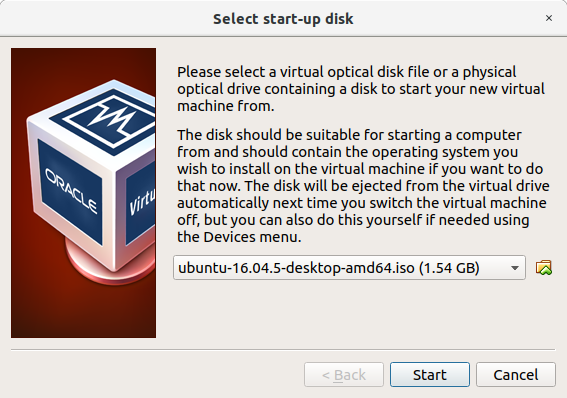 Select start-up disk
×
Please select a virtual optical disk file or a physical
optical drive containing a disk to start your new virtual
machine from.
The disk should be suitable for starting a computer
from and should contain the operating system you
wish to install on the virtual machine if you want to do
that now. The disk will be ejected from the virtual drive
automatically next time you switch the virtual machine
off, but you can also do this yourself if needed using
the Devices menu.
ORACLE
Virtu
ubuntu-16.04.5-desktop-amd64.iso (1.54 GB)
< Back
Start
Cancel